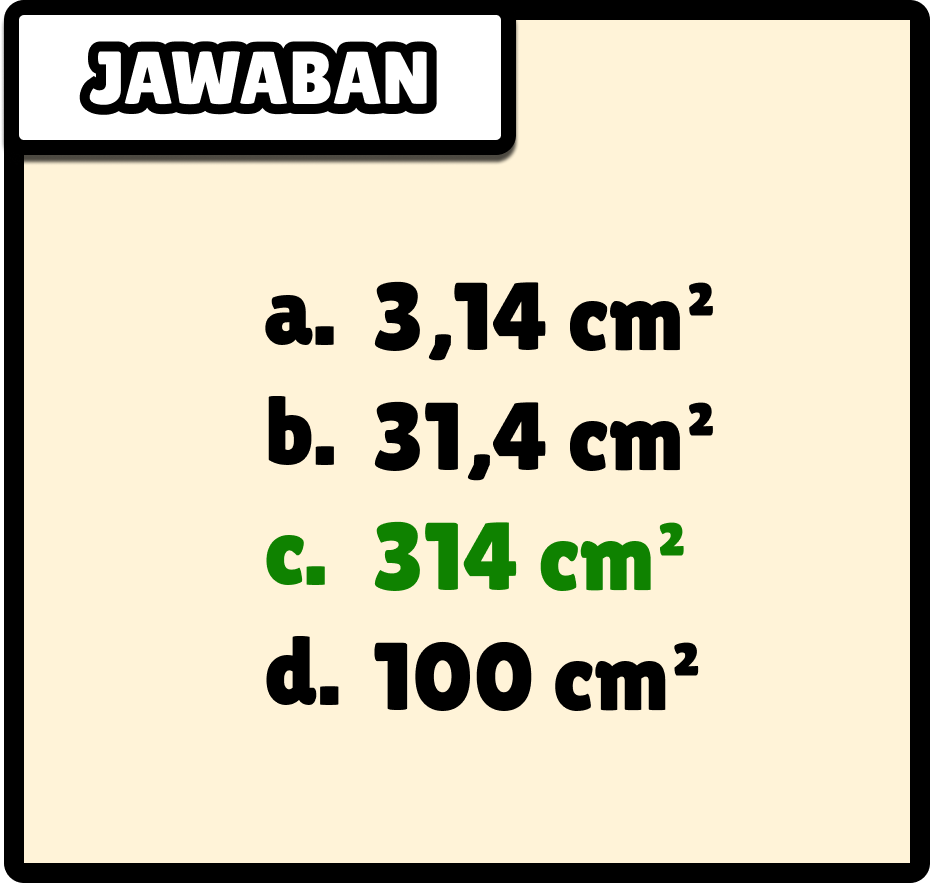 JAWABAN
a. 3,14 cm²
b. 31,4 cm²
c. 314 cm²
d. 100 cm²